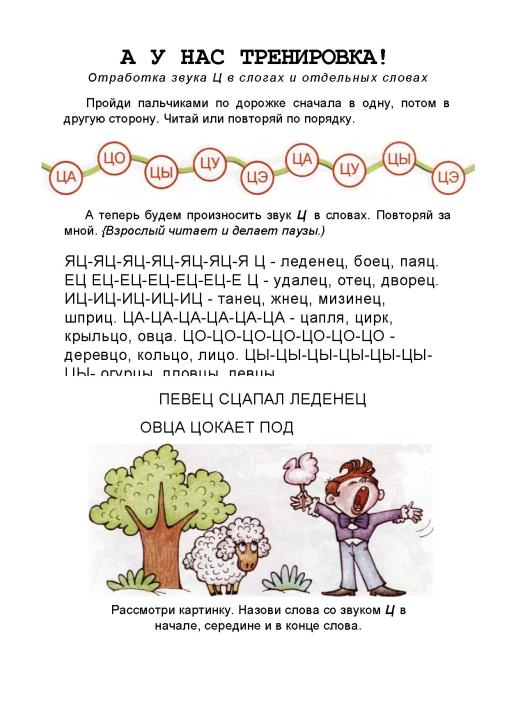 А У НАС ТРЕНИРОВКА!
Отработка звука Ц в слогах и отдельных словах
Пройди пальчиками по дорожке сначала в одну, потом в
другую сторону. Читай или повторяй по порядку.
ЦА ЦО ЦЫ ЦУ ЦЭ ЦА ЦУ ЦЫ ЦЭ
А теперь будем произносить звук Ц в словах. Повторяй за
мной. {Взрослый читает и делает паузы.)
ЯЦ-ЯЦ-ЯЦ-ЯЦ-ЯЦ-ЯЦ-Я Ц - леденец, боец, паяц.
ЕЦ ЕЦ-ЕЦ-ЕЦ-ЕЦ-ЕЦ-Е Ц - удалец, отец, дворец.
ИЦ-ИЦ-ИЦ-ИЦ-ИЦ - танец, жнец, мизинец,
шприц. ЦА-ЦА-ЦА-ЦА-ЦА-ЦА - цапля, цирк,
крыльцо, овца. ЦО-ЦО-ЦО-ЦО-ЦО-ЦО-ЦО -
деревцо, кольцо, лицо. ЦЫ-ЦЫ-ЦЫ-ЦЫ-ЦЫ-ЦЫ-
ЦЫ- огурцы, пловцы, певцы
ПЕВЕЦ СЦАПАЛ ЛЕДЕНЕЦ
ОВЦА ЦОКАЕТ ПОД
Рассмотри картинку. Назови слова со звуком Ц в
начале, середине и в конце слова.